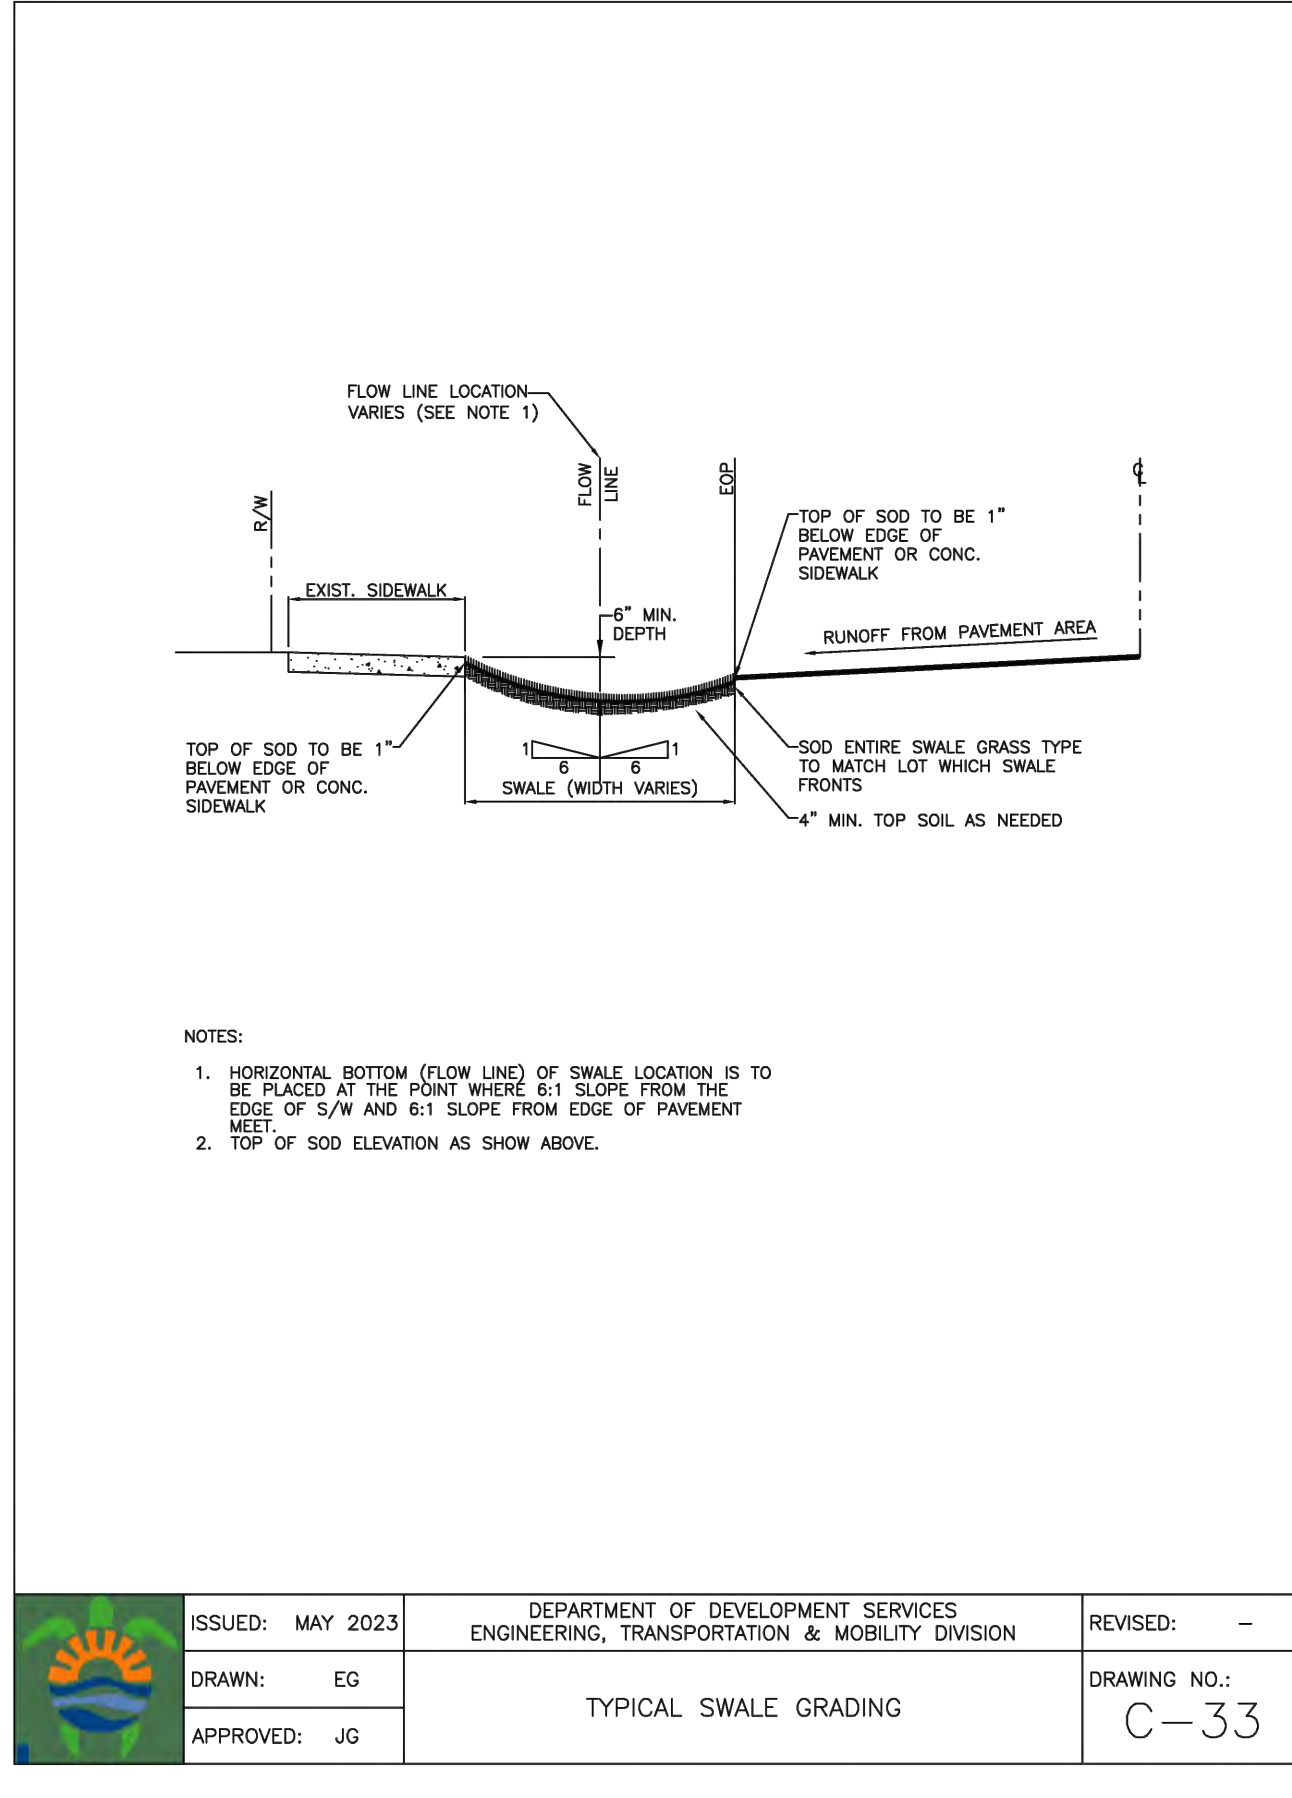 FLOW LINE LOCATION
VARIES (SEE NOTE 1)
R/W
FLOW
LINE
EOP
℄
TOP OF SOD TO BE 1"
BELOW EDGE OF
PAVEMENT OR CONC.
SIDEWALK
EXIST. SIDEWALK
6" MIN.
DEPTH
RUNOFF FROM PAVEMENT AREA
TOP OF SOD TO BE 1"
BELOW EDGE OF
PAVEMENT OR CONC.
SIDEWALK
1 1
6 6
SWALE (WIDTH VARIES)
SOD ENTIRE SWALE GRASS TYPE
TO MATCH LOT WHICH SWALE
FRONTS
4" MIN. TOP SOIL AS NEEDED
NOTES:
1. HORIZONTAL BOTTOM (FLOW LINE) OF SWALE LOCATION IS TO
BE PLACED AT THE POINT WHERE 6:1 SLOPE FROM THE
EDGE OF S/W AND 6:1 SLOPE FROM EDGE OF PAVEMENT
MEET.
2. TOP OF SOD ELEVATION AS SHOW ABOVE.
ISSUED: MAY 2023
DRAWN: EG
APPROVED: JG
DEPARTMENT OF DEVELOPMENT SERVICES
ENGINEERING, TRANSPORTATION & MOBILITY DIVISION
TYPICAL SWALE GRADING
REVISED: –
DRAWING NO.:
C–33